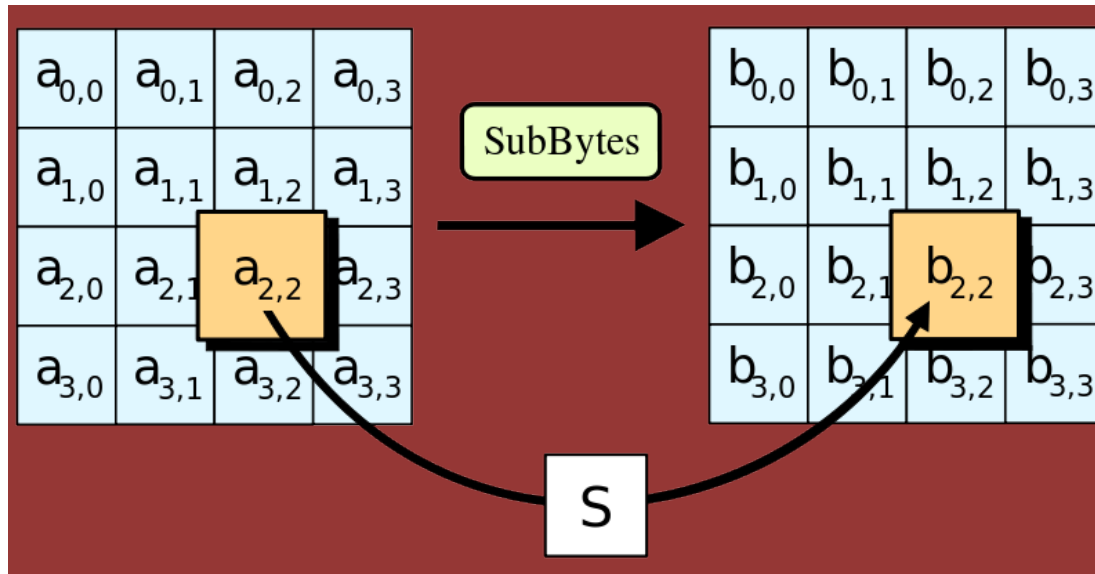 a0,0 a0,1 a0,2 a0,3 b0,0 b0,1 b0,2 b0,3
SubBytes
a1,0 a1,1 a1,2 a1,3 b1,0 b1,1 b1,2 b1,3
a2,0 a2,1 a2,2 a2,3 b2,0 b2,1 b2,2 b2,3
a3,0 a3,1 a3,2 a3,3 b3,0 b3,1 b3,2 b3,3
S